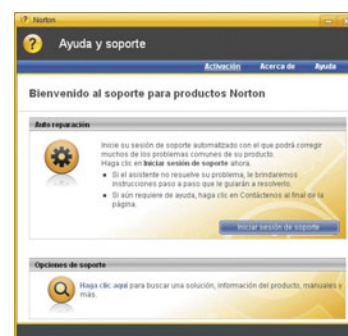 Norton
Ayuda y soporte
Activación Acerca de Ayuda
Bienvenido al soporte para productos Norton
Auto reparación
Inicie su sesión de soporte automatizado con el que podrá corregir
muchos de los problemas comunes de su producto.
Haga clic en Iniciar sesión de soporte ahora.
Si el asistente no resuelve su problema, le brindaremos
instrucciones paso a paso que le guiarán a resolverlo.
Si aún requiere de ayuda, haga clic en Contáctenos al final de la
página.
Iniciar sesión de soporte
Opciones de soporte
Haga clic aquí para buscar una solución, información del producto, manuales y
más.